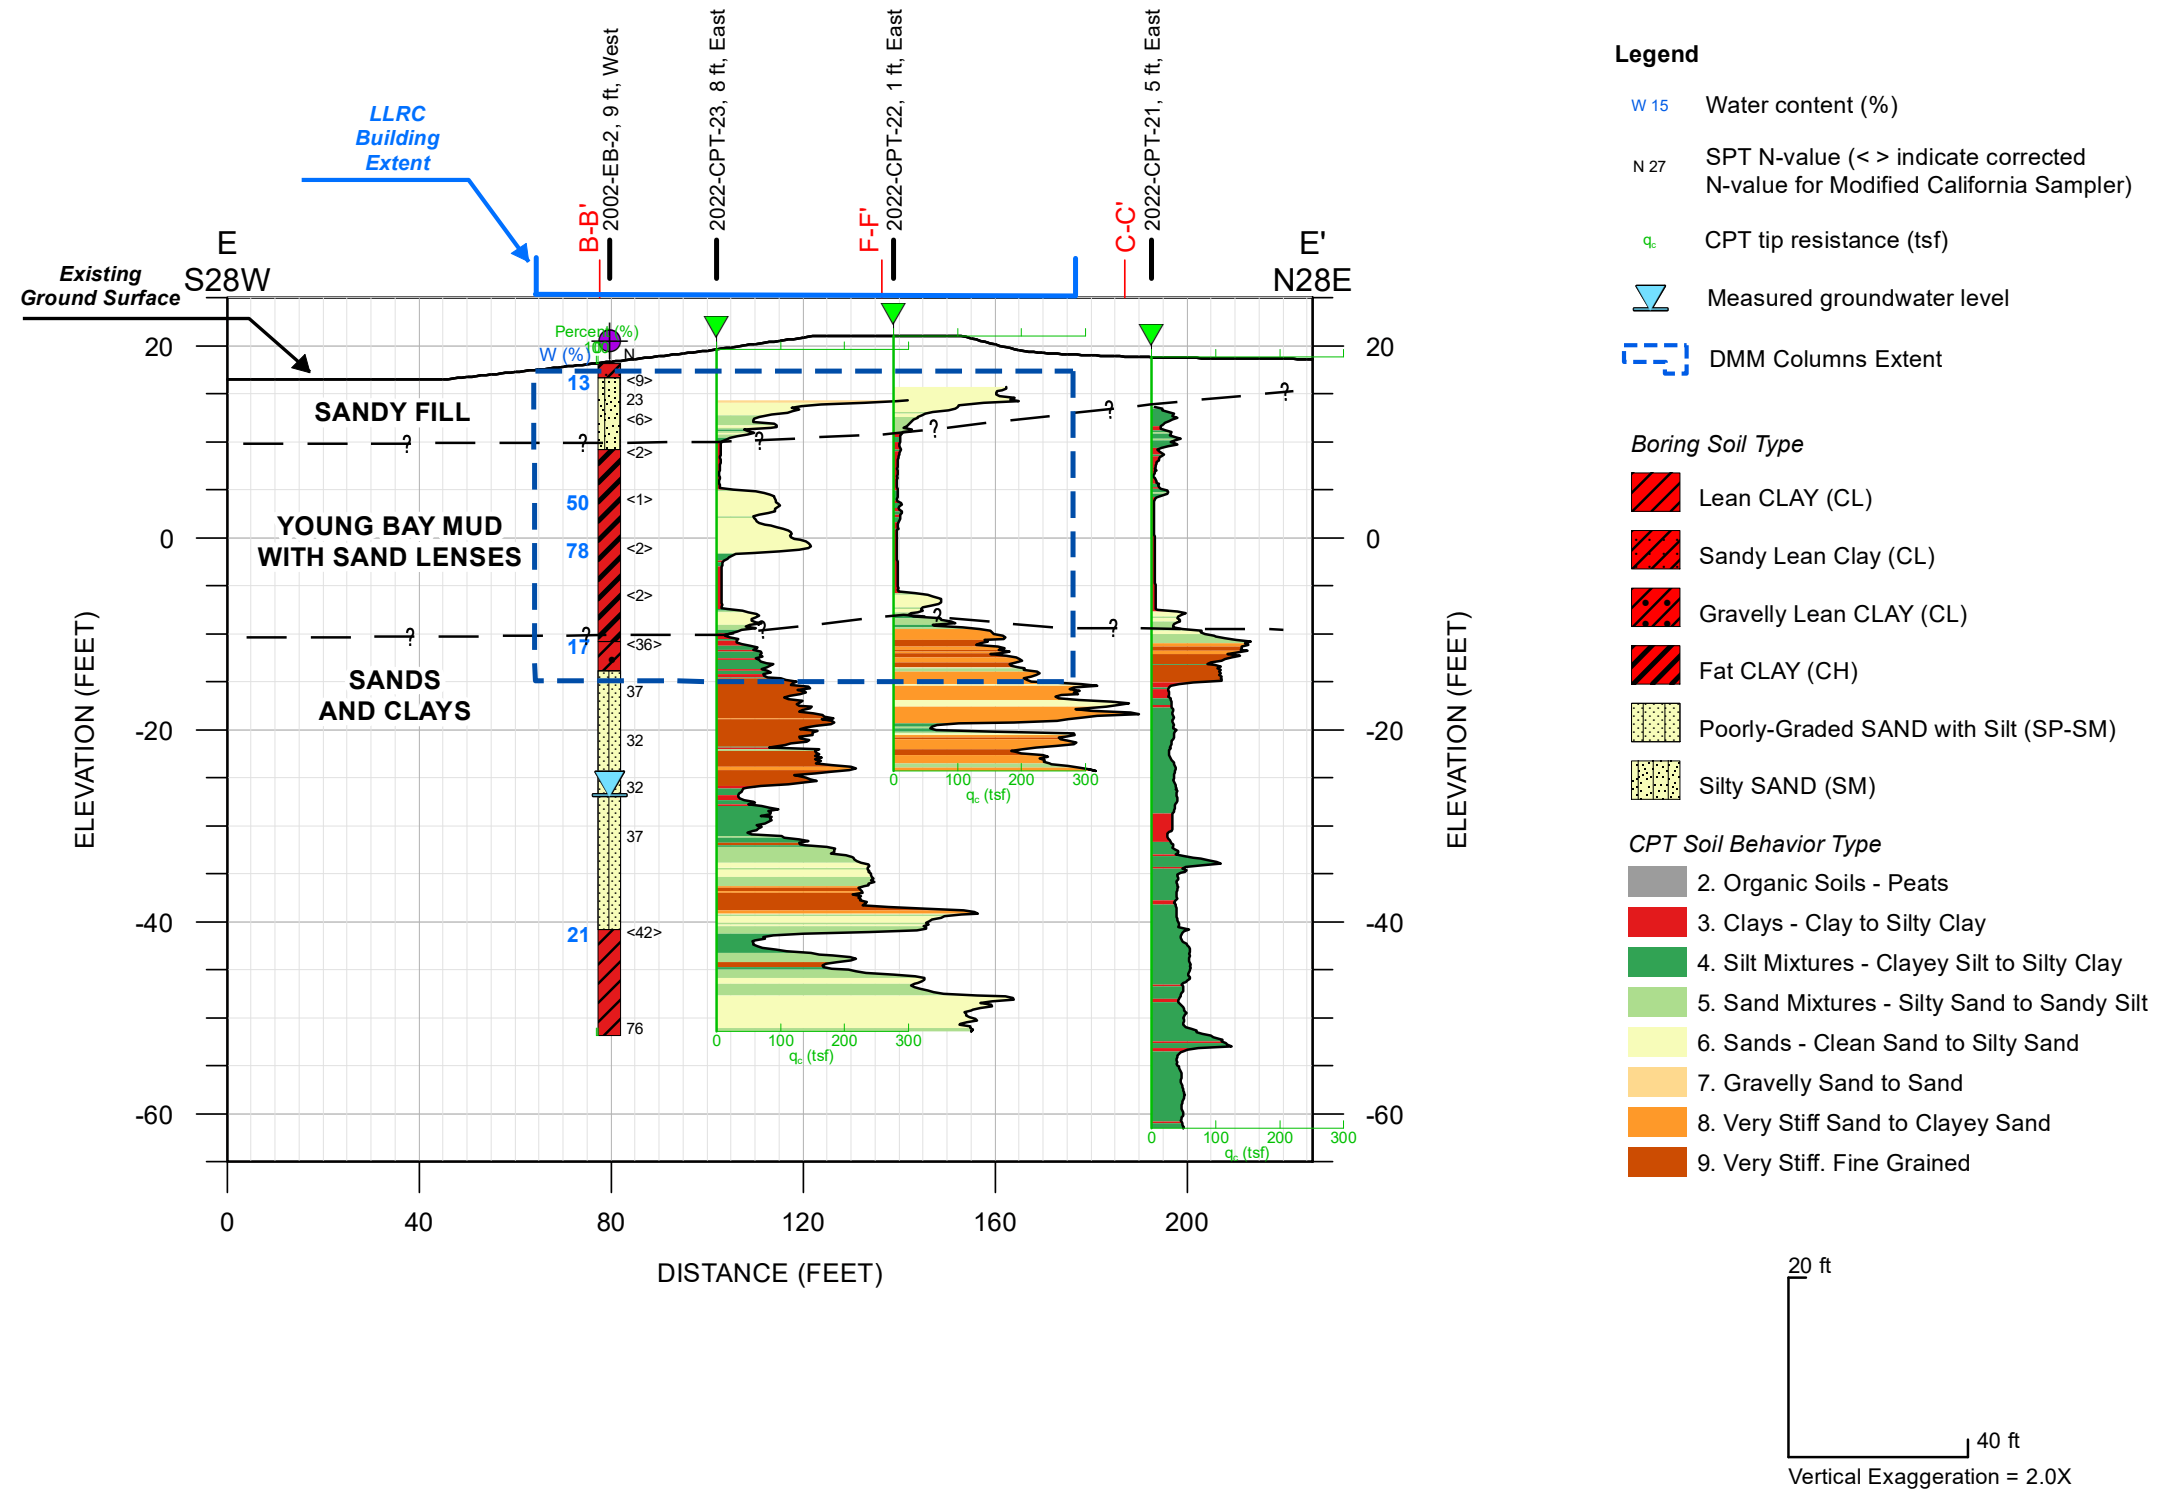 2002-EB-2, 9 ft, West
2022-CPT-23, 8 ft, East
2022-CPT-22, 1 ft, East
2022-CPT-21, 5 ft, East
B-B'
F-F'
C-C'
LLRC
Building
Extent
E
S28W
E'
N28E
Existing
Ground Surface
Percent (%)
W (%)
N
20
0
-20
-40
-60
20
0
-20
-40
-60
ELEVATION (FEET)
ELEVATION (FEET)
SANDY FILL
YOUNG BAY MUD
WITH SAND LENSES
SANDS
AND CLAYS
13
50
78
17
21
<9>
23
<6>
<2>
<1>
<2>
<2>
<36>
37
32
32
37
<42>
76
? ? ? ? ? ?
? ? ? ? ?
0 100 200 300
qc (tsf)
0 100 200 300
qc (tsf)
0 100 200 300
qc (tsf)
0 40 80 120 160 200
DISTANCE (FEET)
Legend
W 15 Water content (%)
N 27 SPT N-value (< > indicate corrected
N-value for Modified California Sampler)
qc CPT tip resistance (tsf)
Measured groundwater level
DMM Columns Extent
Boring Soil Type
Lean CLAY (CL)
Sandy Lean Clay (CL)
Gravelly Lean CLAY (CL)
Fat CLAY (CH)
Poorly-Graded SAND with Silt (SP-SM)
Silty SAND (SM)
CPT Soil Behavior Type
2. Organic Soils - Peats
3. Clays - Clay to Silty Clay
4. Silt Mixtures - Clayey Silt to Silty Clay
5. Sand Mixtures - Silty Sand to Sandy Silt
6. Sands - Clean Sand to Silty Sand
7. Gravelly Sand to Sand
8. Very Stiff Sand to Clayey Sand
9. Very Stiff. Fine Grained
20 ft
40 ft
Vertical Exaggeration = 2.0X